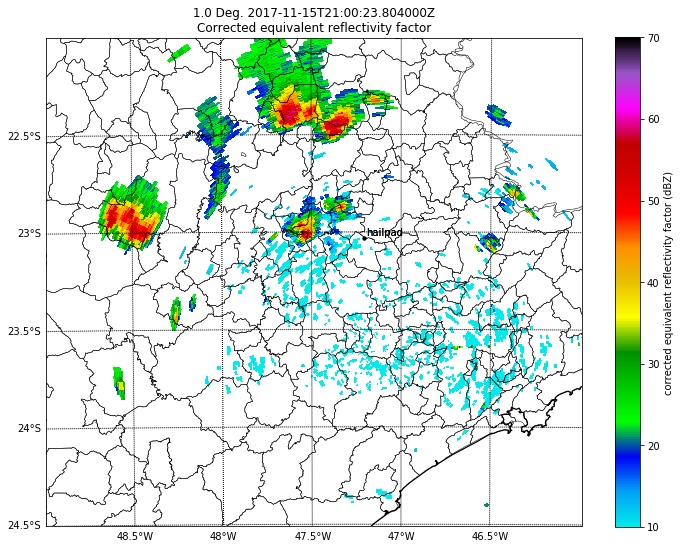 1.0 Deg. 2017-11-15T21:00:23.804000Z
Corrected equivalent reflectivity factor
22.5°S
23°S
23.5°S
24°S
24.5°S
48.5°W
48°W
47.5°W
47°W
46.5°W
hailpad
70
60
50
40
30
20
10
corrected equivalent reflectivity factor (dBZ)